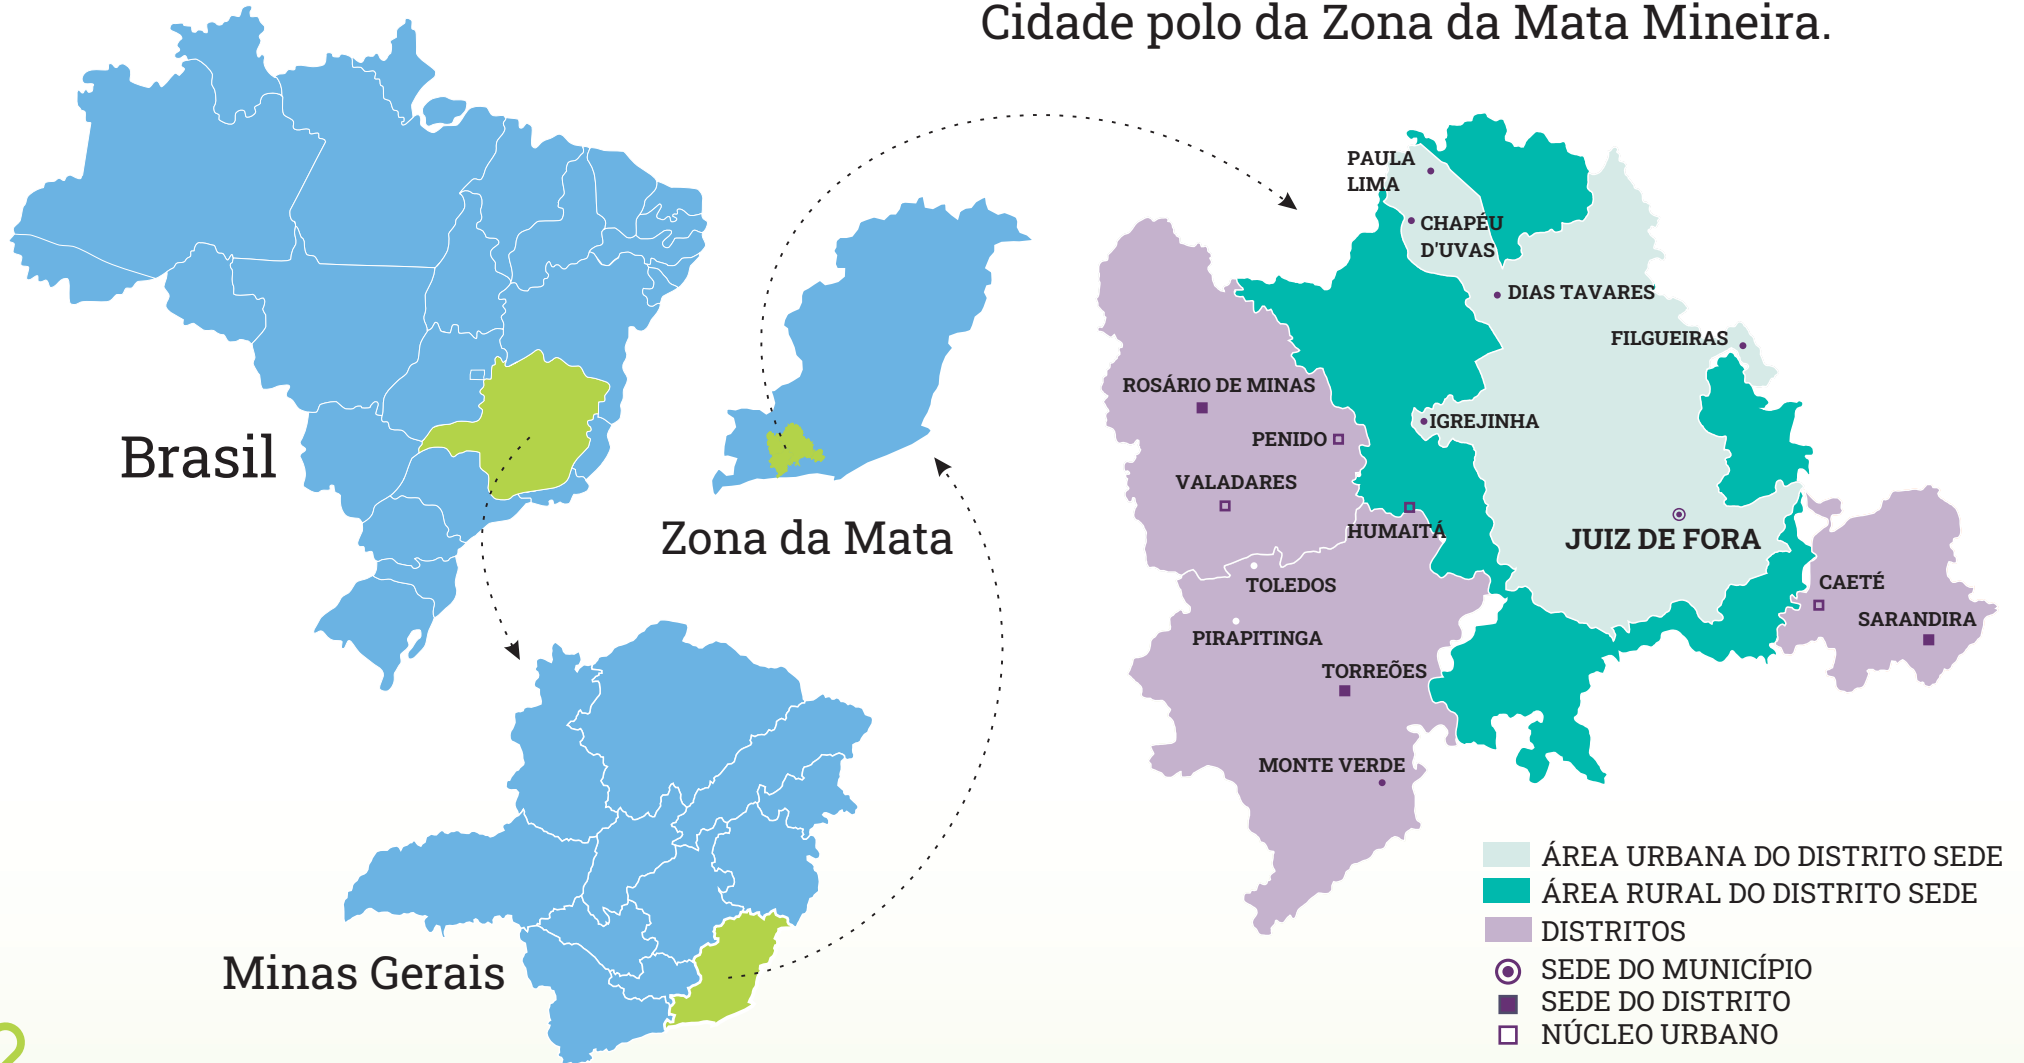 Cidade polo da Zona da Mata Mineira.
Brasil
Zona da Mata
Minas Gerais
PAULA
LIMA
CHAPÉU
D'UVAS
DIAS TAVARES
FILGUEIRAS
ROSÁRIO DE MINAS
IGREJINHA
PENIDO
VALADARES
HUMAITÁ
JUIZ DE FORA
TOLEDOS
CAETÉ
SARANDIRA
PIRAPITINGA
TORREÕES
MONTE VERDE
ÁREA URBANA DO DISTRITO SEDE
ÁREA RURAL DO DISTRITO SEDE
DISTRITOS
SEDE DO MUNICÍPIO
SEDE DO DISTRITO
NÚCLEO URBANO